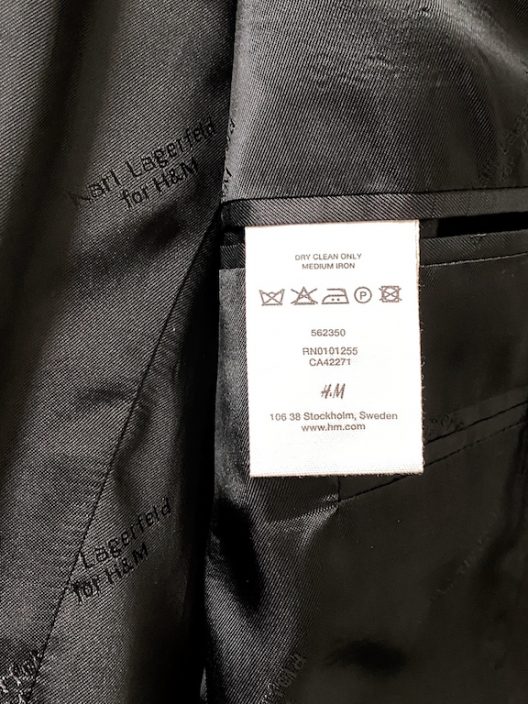 Karl Lagerfeld
for H&M
DRY CLEAN ONLY
MEDIUM IRON
P
562350
RN0101255
CA42271
H.M
106 38 Stockholm, Sweden
www.hm.com
Lagerfeld
for H&M